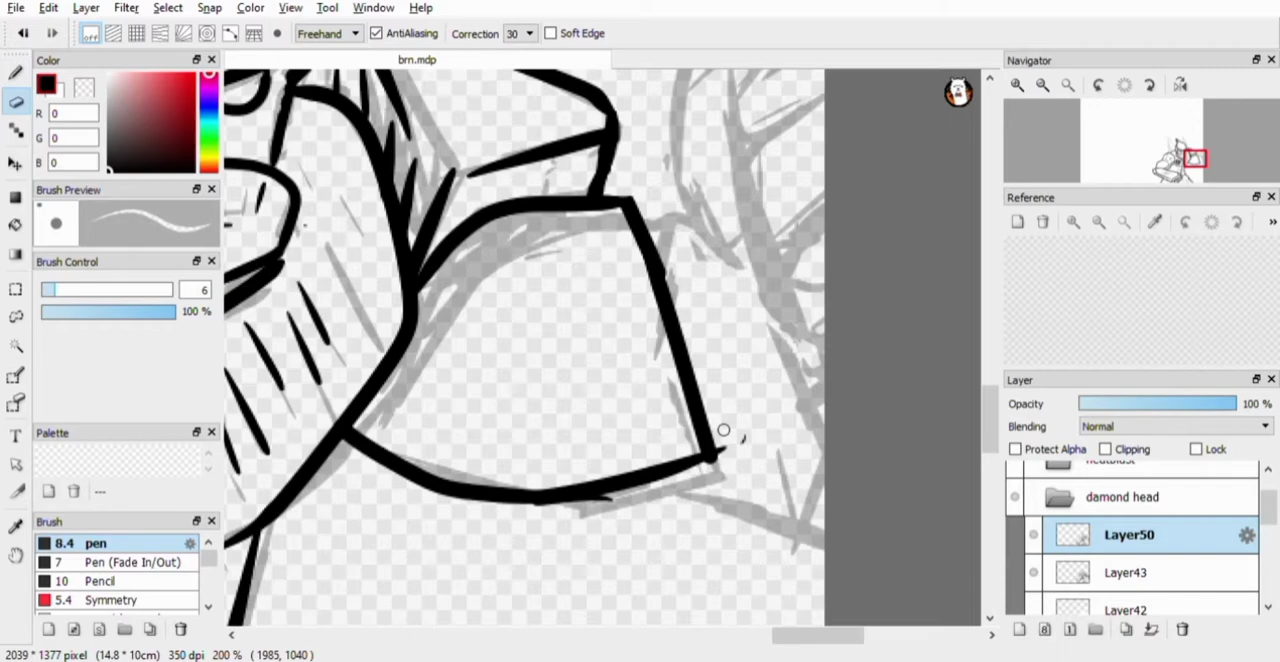 File Edit Layer Filter Select Snap Color View Tool Window Help
off Freehand AntiAliasing Correction 30 Soft Edge
Color
brn.mdp
Navigator
R 0
G 0
B 0
Brush Preview
Reference
Brush Control
6
100 %
Layer
Opacity 100 %
Blending Normal
Protect Alpha Clipping Lock
Palette
heatblast
damond head
---
Brush
Layer50
8.4 pen
7 Pen (Fade In/Out)
Layer43
10 Pencil
5.4 Symmetry
Layer42
2039 * 1377 pixel (14.8 * 10cm) 350 dpi 200 % ( 1985, 1040 )